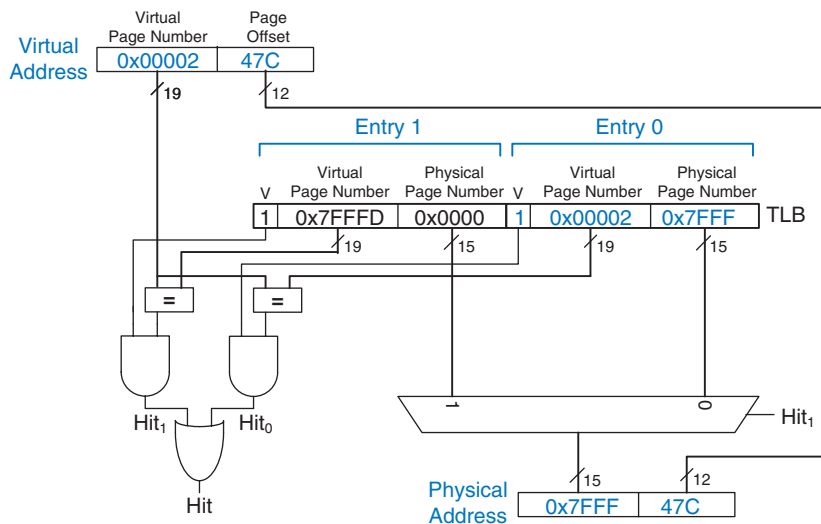 Virtual Page Number
Page Offset
Virtual Address
0x00002 47C
19 12
Entry 1 Entry 0
V Virtual Page Number Physical Page Number V Virtual Page Number Physical Page Number
1 0x7FFFD 0x0000 1 0x00002 0x7FFF TLB
19 15 19 15
= =
1 0
Hit1 Hit0 Hit1
Hit
15 12
Physical Address
0x7FFF 47C